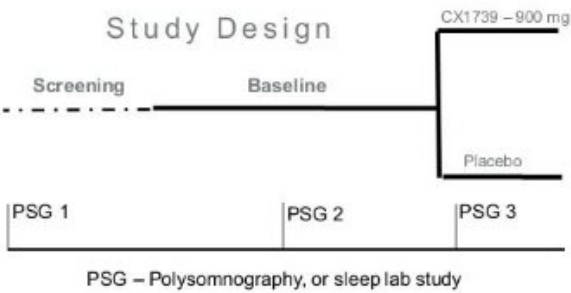 Study Design
CX1739 – 900 mg
Screening
Baseline
Placebo
PSG 1
PSG 2
PSG 3
PSG – Polysomnography, or sleep lab study